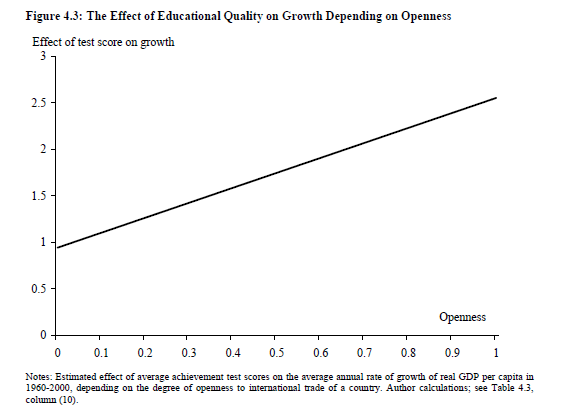 Figure 4.3: The Effect of Educational Quality on Growth Depending on Openness
Effect of test score on growth
3
2.5
2
1.5
1
0.5
0
Openness
0 0.1 0.2 0.3 0.4 0.5 0.6 0.7 0.8 0.9 1
Notes: Estimated effect of average achievement test scores on the average annual rate of growth of real GDP per capita in
1960-2000, depending on the degree of openness to international trade of a country. Author calculations; see Table 4.3,
column (10).